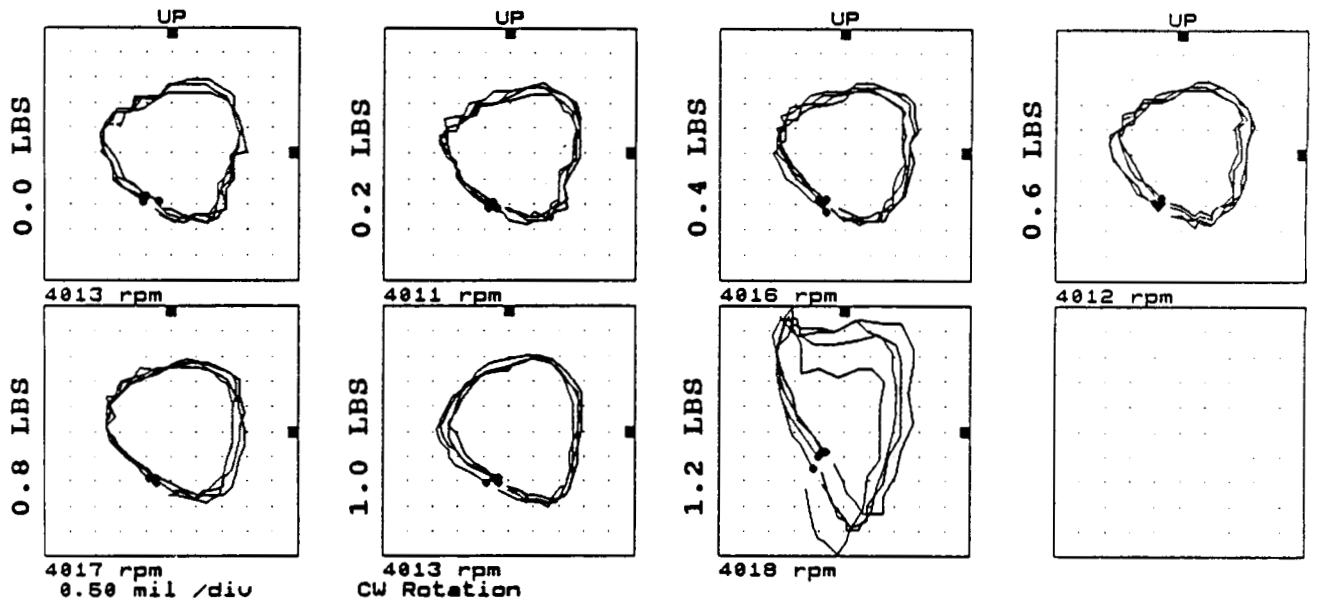 UP UP UP UP
0.0 LBS 0.2 LBS 0.4 LBS 0.6 LBS
4013 rpm 4011 rpm 4016 rpm 4012 rpm
0.8 LBS 1.0 LBS 1.2 LBS
4017 rpm 4013 rpm 4018 rpm
0.50 mil /div CW Rotation